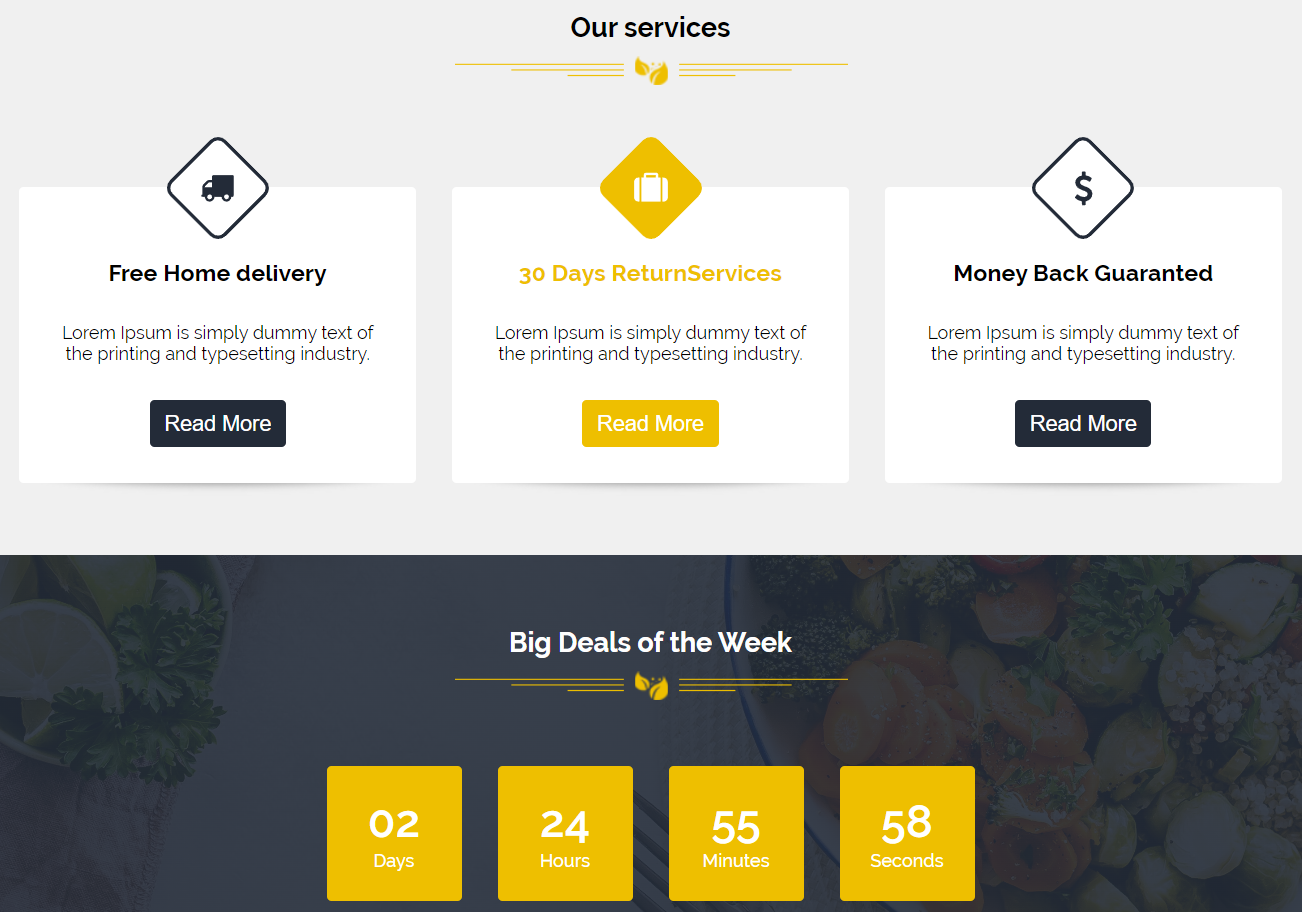 Our services
Free Home delivery
Lorem Ipsum is simply dummy text of
the printing and typesetting industry.
Read More
30 Days ReturnServices
Lorem Ipsum is simply dummy text of
the printing and typesetting industry.
Read More
$
Money Back Guaranted
Lorem Ipsum is simply dummy text of
the printing and typesetting industry.
Read More
Big Deals of the Week
02
Days
24
Hours
55
Minutes
58
Seconds